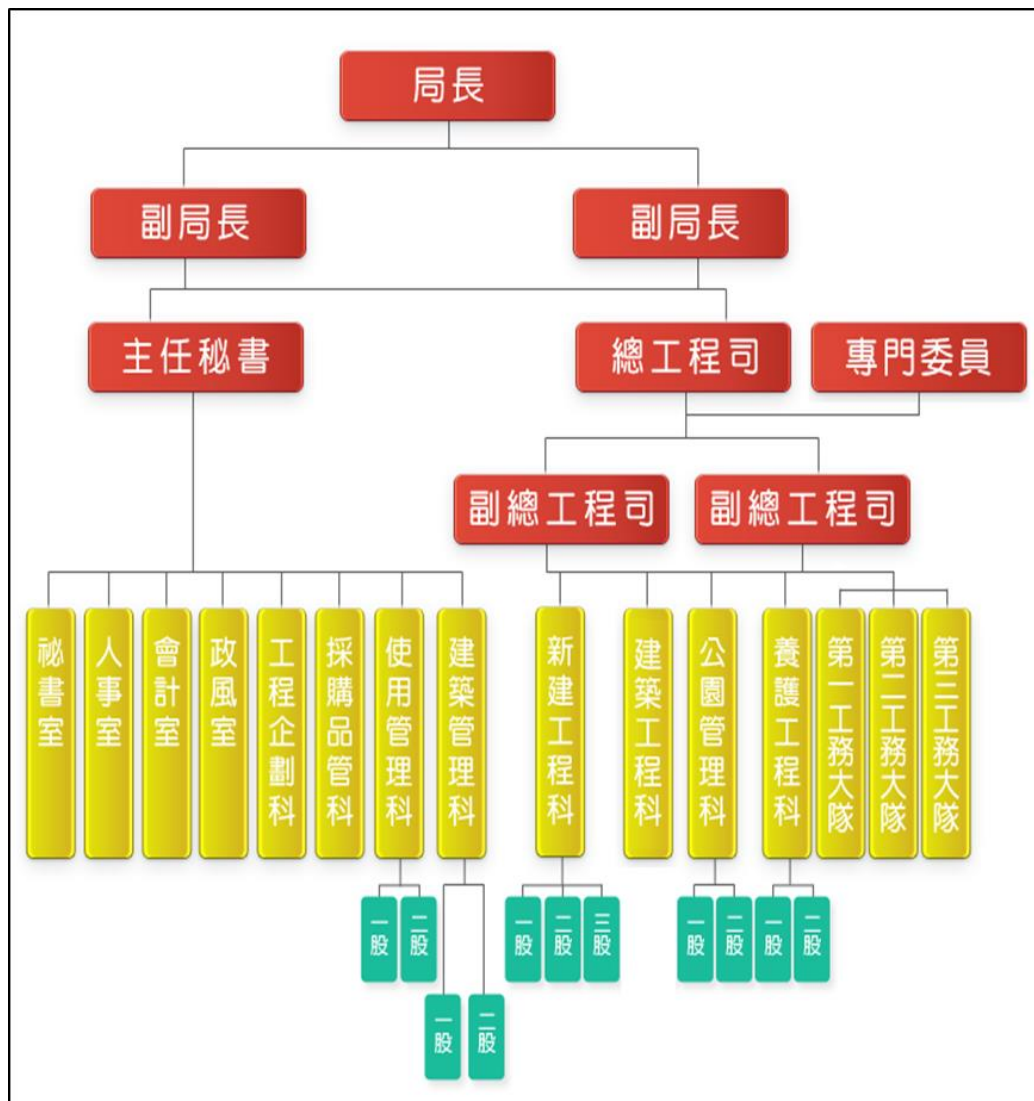 局長
副局長
副局長
主任秘書
總工程司
專門委員
副總工程司
副總工程司
祕書室
人事室
會計室
政風室
工程企劃科
採購品管科
使用管理科
建築管理科
新建工程科
建築工程科
公園管理科
養護工程科
第一工務大隊
第二工務大隊
第三工務大隊
一股
二股
一股
二股
三股
一股
二股
一股
二股
一股
二股